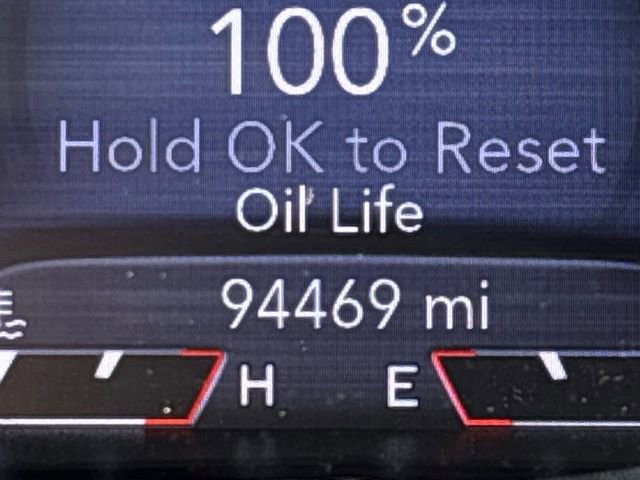 100%
Hold OK to Reset
Oil Life
94469 mi
H E